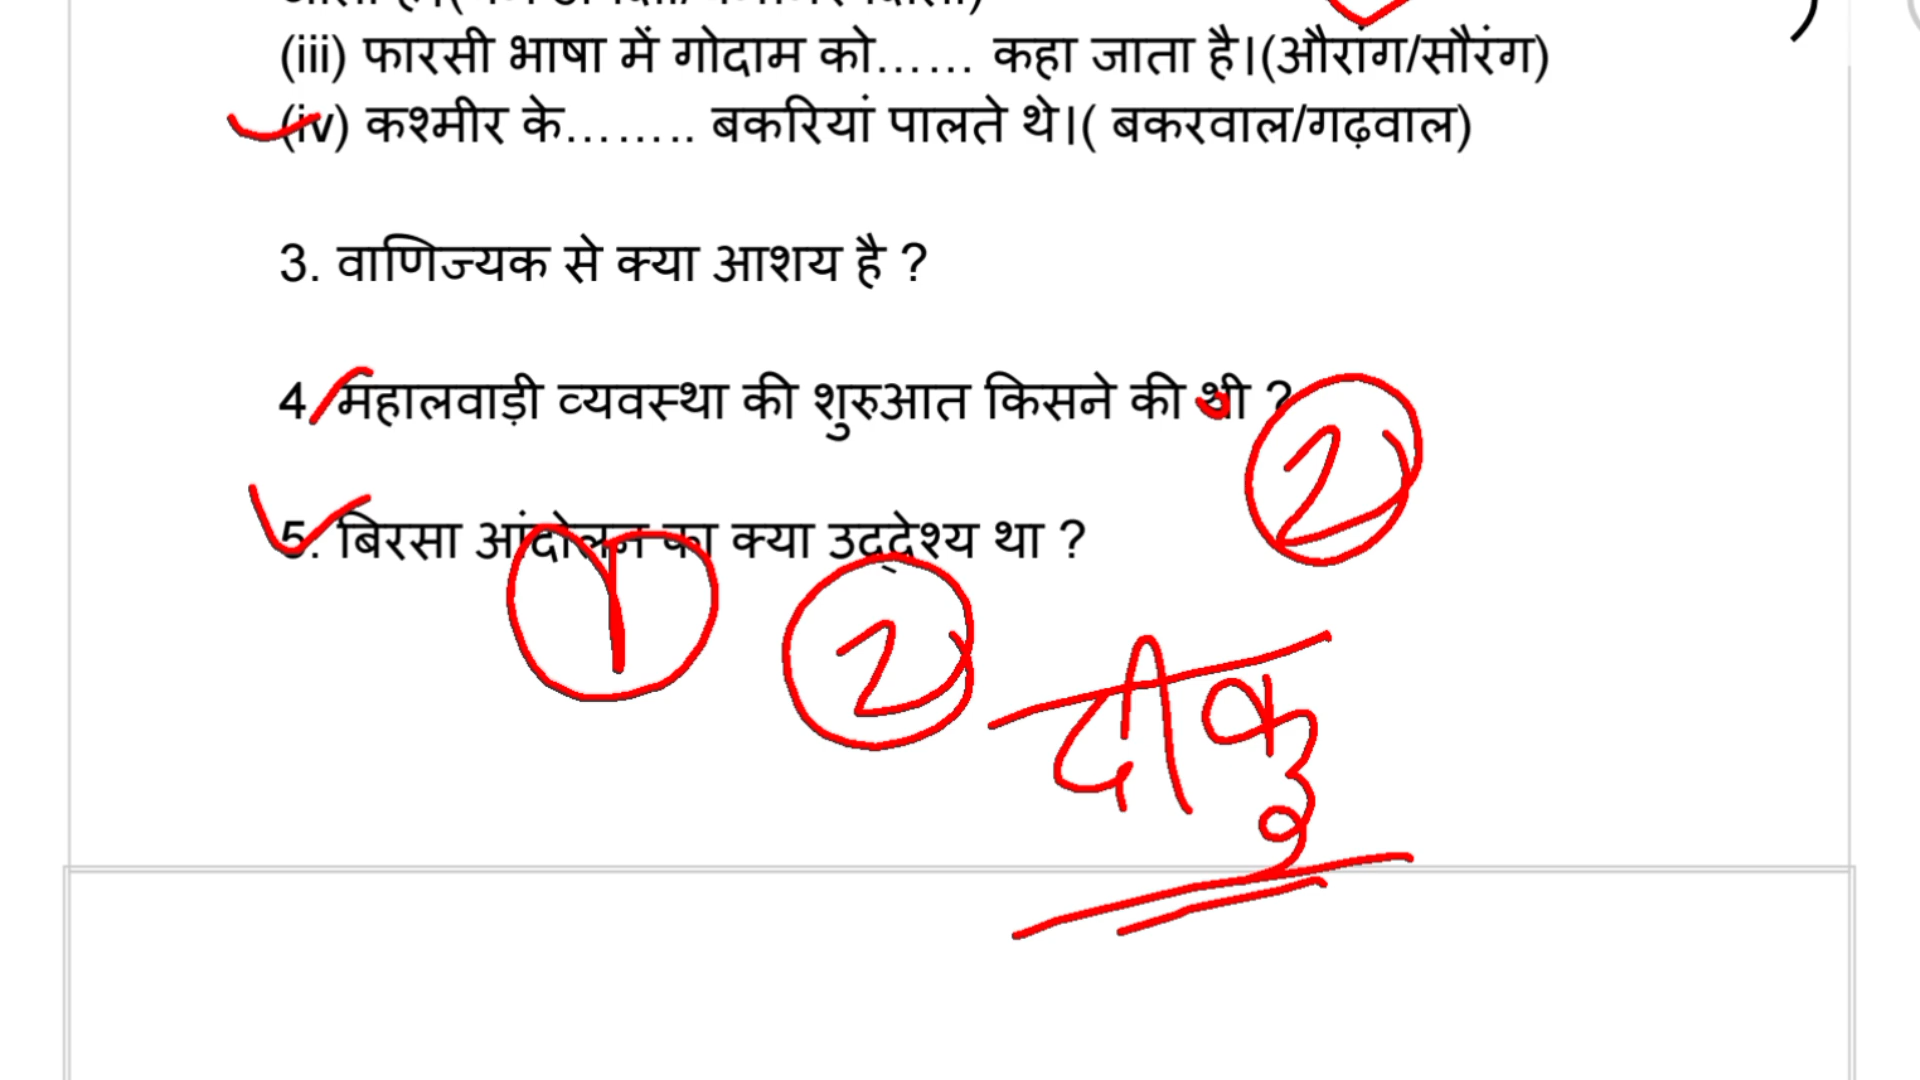 (iii) फारसी भाषा में गोदाम को...... कहा जाता है।(औरांग/सौरंग)
(iv) कश्मीर के........ बकरियां पालते थे।( बकरवाल/गढ़वाल)
3. वाणिज्यक से क्या आशय है ?
4. महालवाड़ी व्यवस्था की शुरुआत किसने की थी ?
2
5. बिरसा आंदोलन का क्या उद्देश्य था ?
1
2
दीकू